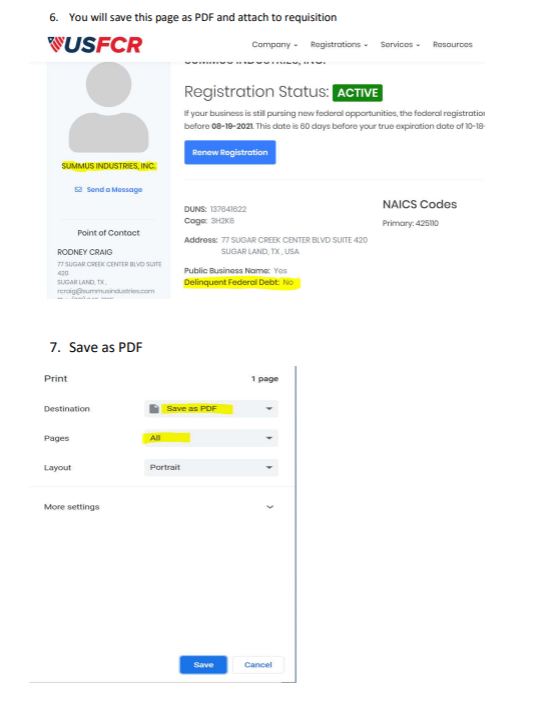 6. You will save this page as PDF and attach to requisition
USFCR
Company Registrations Services Resources
SUMMUS INDUSTRIES, INC.
Registration Status: ACTIVE
If your business is still pursing new federal opportunities, the federal registration
before 08-19-2021. This date is 60 days before your true expiration date of 10-18-
Renew Registration
SUMMUS INDUSTRIES, INC.
Send a Message
DUNS: 137641622
Cage: 3H2K6
NAICS Codes
Primary: 425110
Address: 77 SUGAR CREEK CENTER BLVD SUITE 420
SUGAR LAND, TX , USA
Public Business Name: Yes
Delinquent Federal Debt: No
Point of Contact
RODNEY CRAIG
77 SUGAR CREEK CENTER BLVD SUITE
420
SUGAR LAND, TX ,
rcraig@summusindustries.com
7. Save as PDF
Print 1 page
Destination Save as PDF
Pages All
Layout Portrait
More settings
Save Cancel